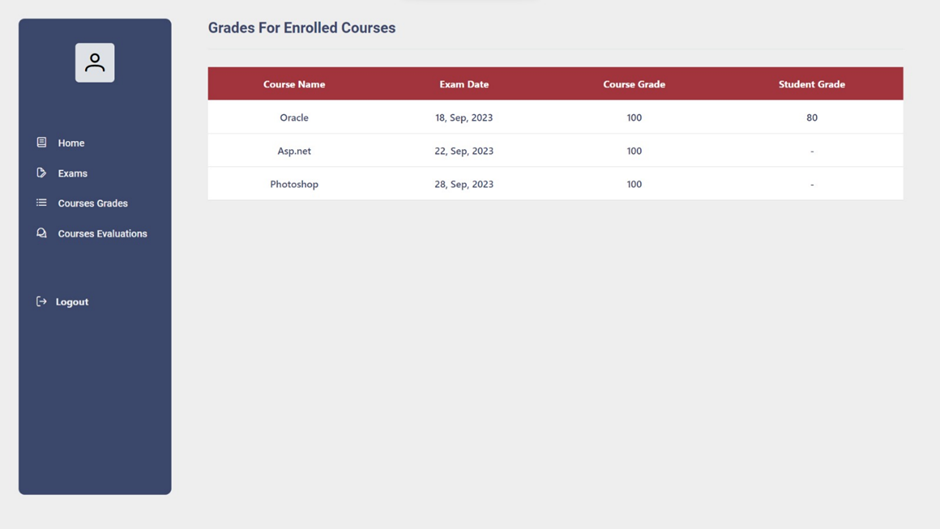 Grades For Enrolled Courses
Home
Exams
Courses Grades
Courses Evaluations
Logout
Course Name Exam Date Course Grade Student Grade
Oracle 18, Sep, 2023 100 80
Asp.net 22, Sep, 2023 100 -
Photoshop 28, Sep, 2023 100 -